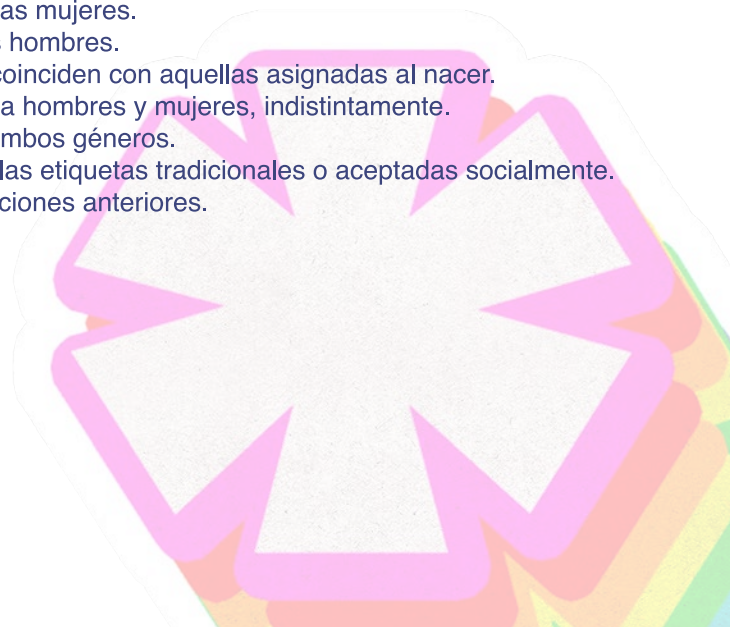 as mujeres.
s hombres.
coinciden con aquellas asignadas al nacer.
a hombres y mujeres, indistintamente.
mbos géneros.
las etiquetas tradicionales o aceptadas socialmente.
ciones anteriores.